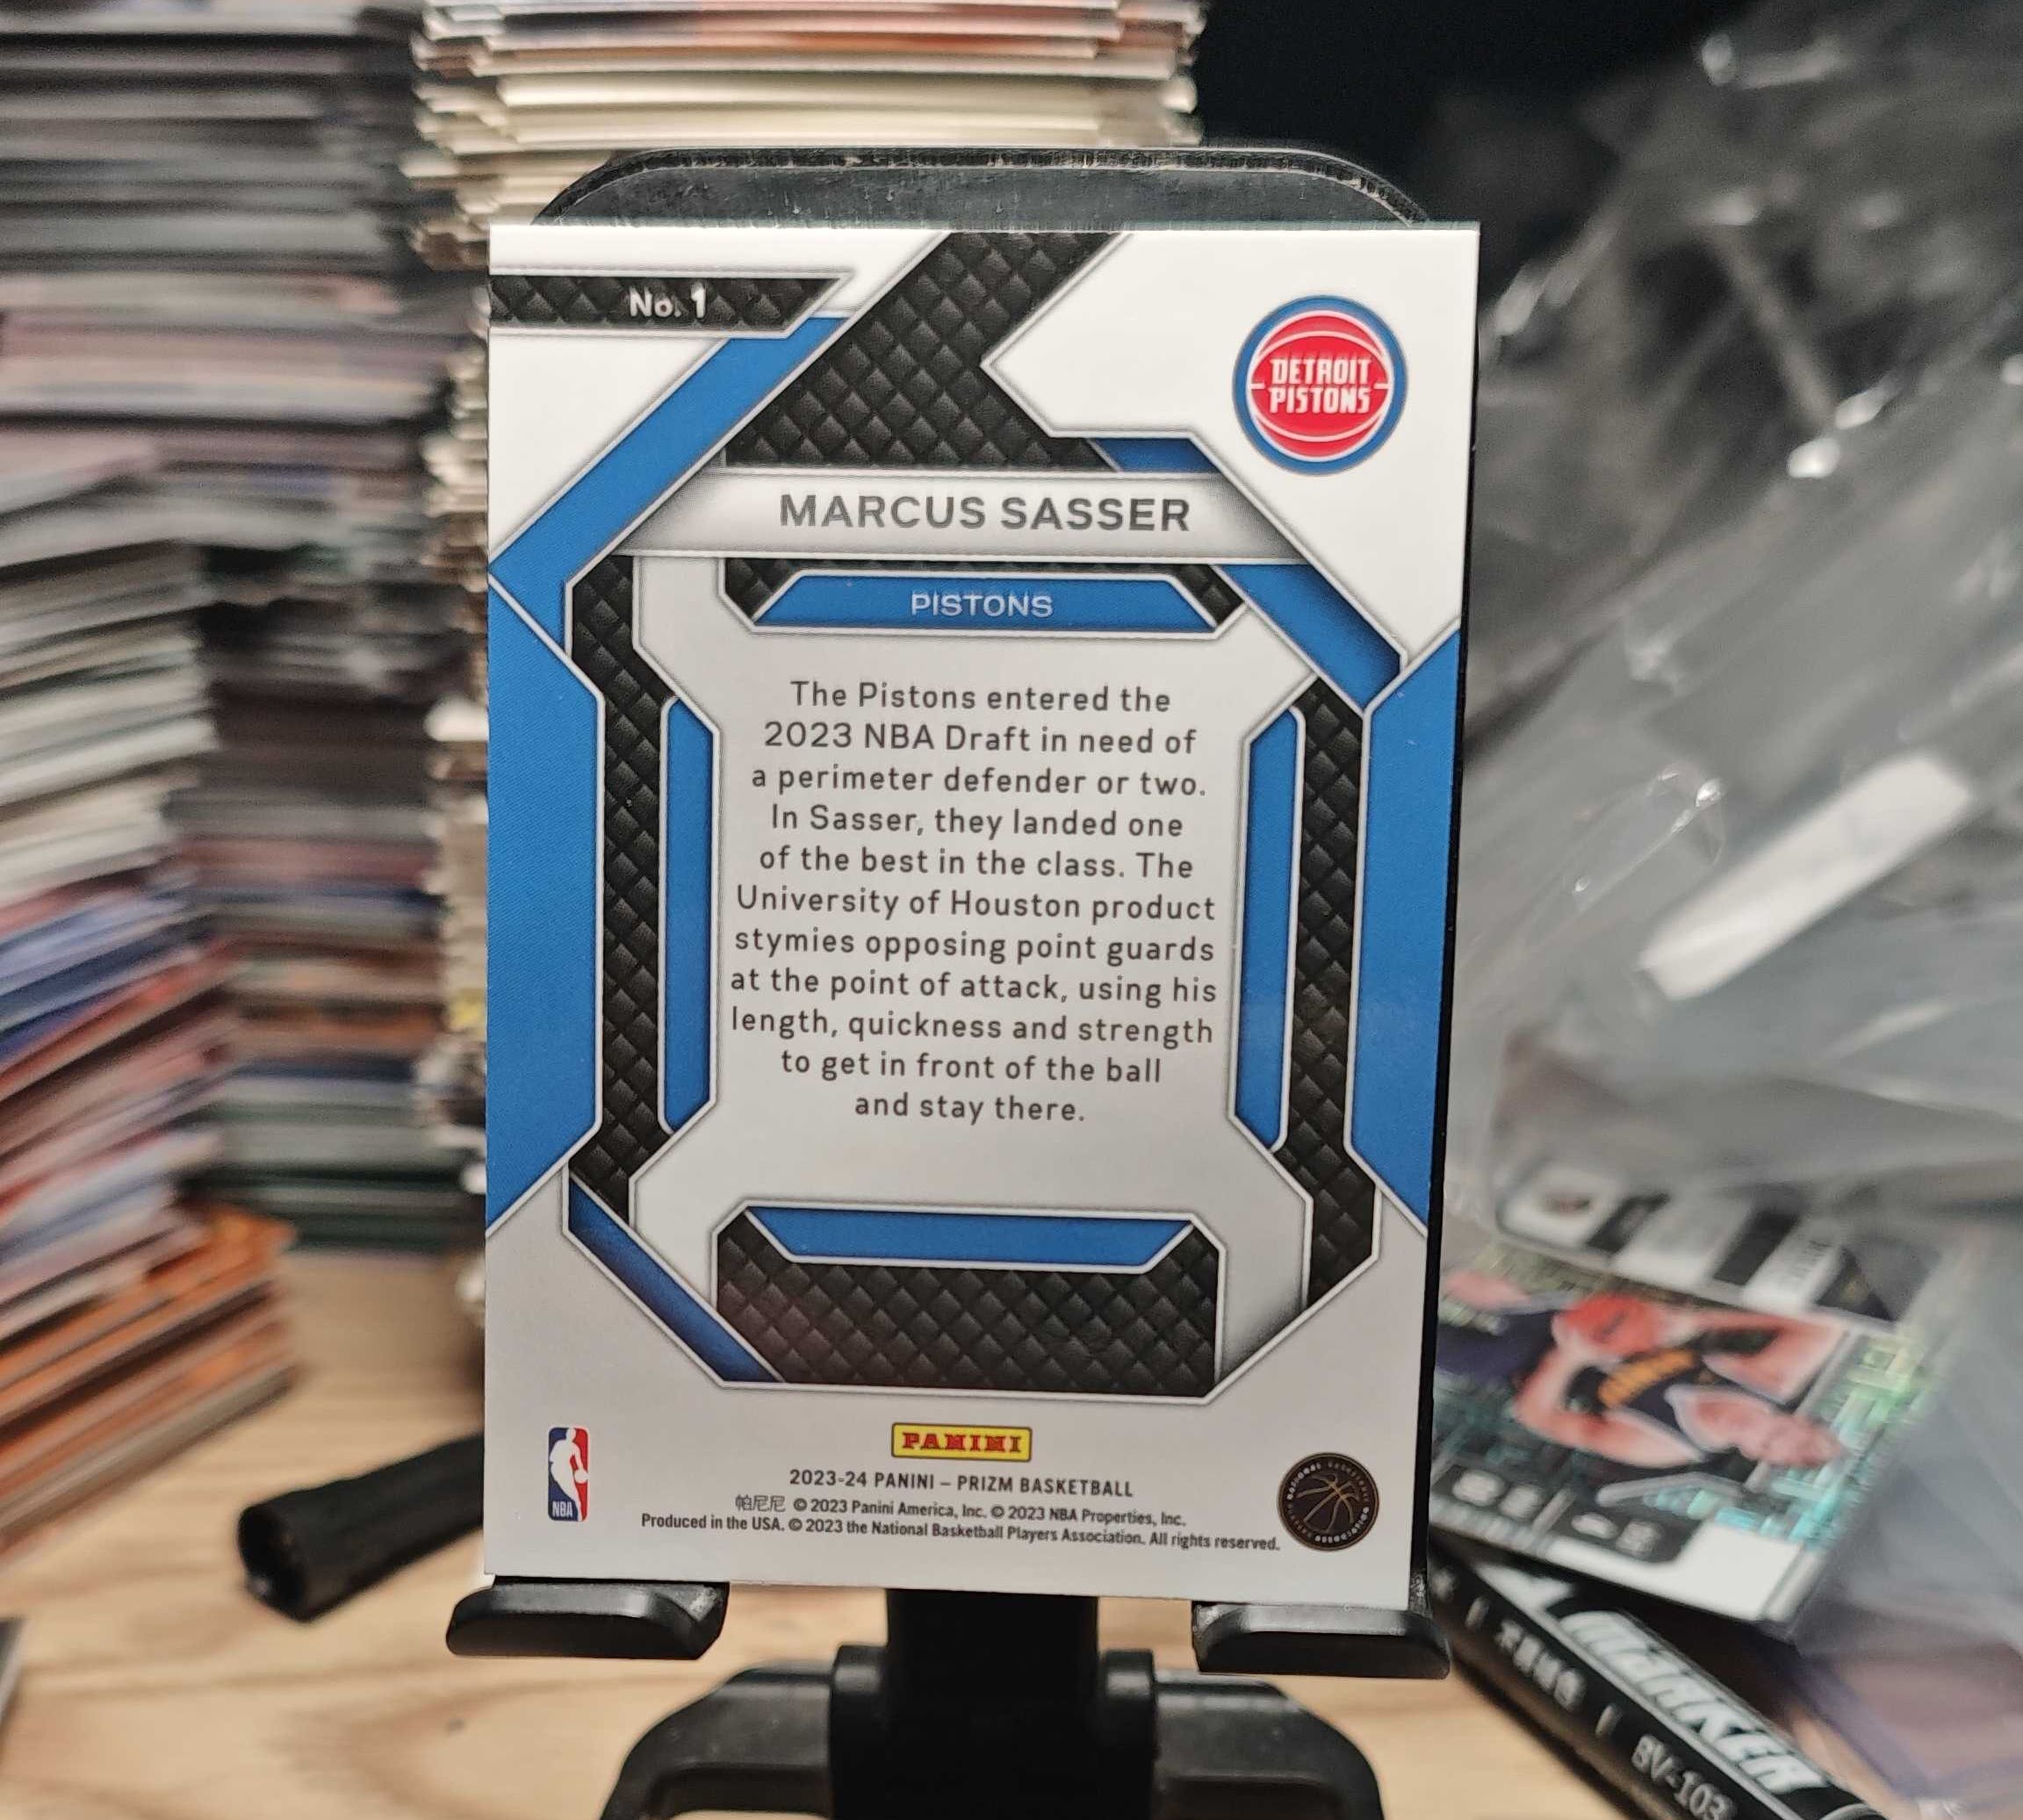 No. 1
DETROIT
PISTONS
MARCUS SASSER
PISTONS
The Pistons entered the
2023 NBA Draft in need of
a perimeter defender or two.
In Sasser, they landed one
of the best in the class. The
University of Houston product
stymies opposing point guards
at the point of attack, using his
length, quickness and strength
to get in front of the ball
and stay there.
PANINI
2023-24 PANINI – PRIZM BASKETBALL
帕尼尼 © 2023 Panini America, Inc. © 2023 NBA Properties, Inc.
Produced in the USA. © 2023 the National Basketball Players Association. All rights reserved.
NBA
MARKER
BV-103